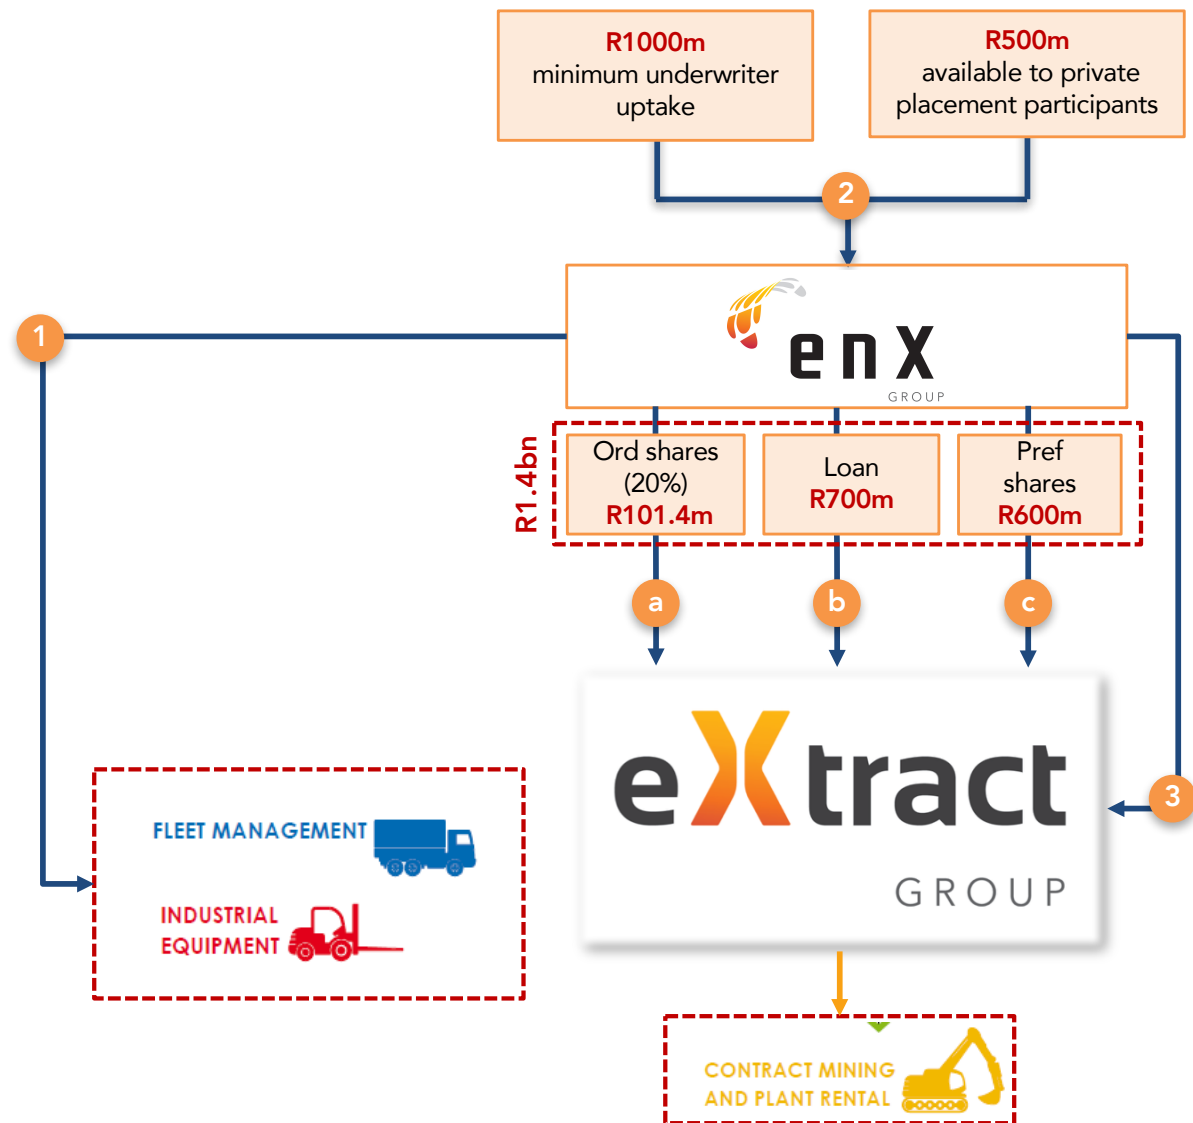 R1000m
minimum underwriter
uptake
R500m
available to private
placement participants
2
1
enX
GROUP
R1.4bn
Ord shares
(20%)
R101.4m
Loan
R700m
Pref
shares
R600m
a
b
c
eXtract
GROUP
3
FLEET MANAGEMENT
INDUSTRIAL
EQUIPMENT
CONTRACT MINING
AND PLANT RENTAL